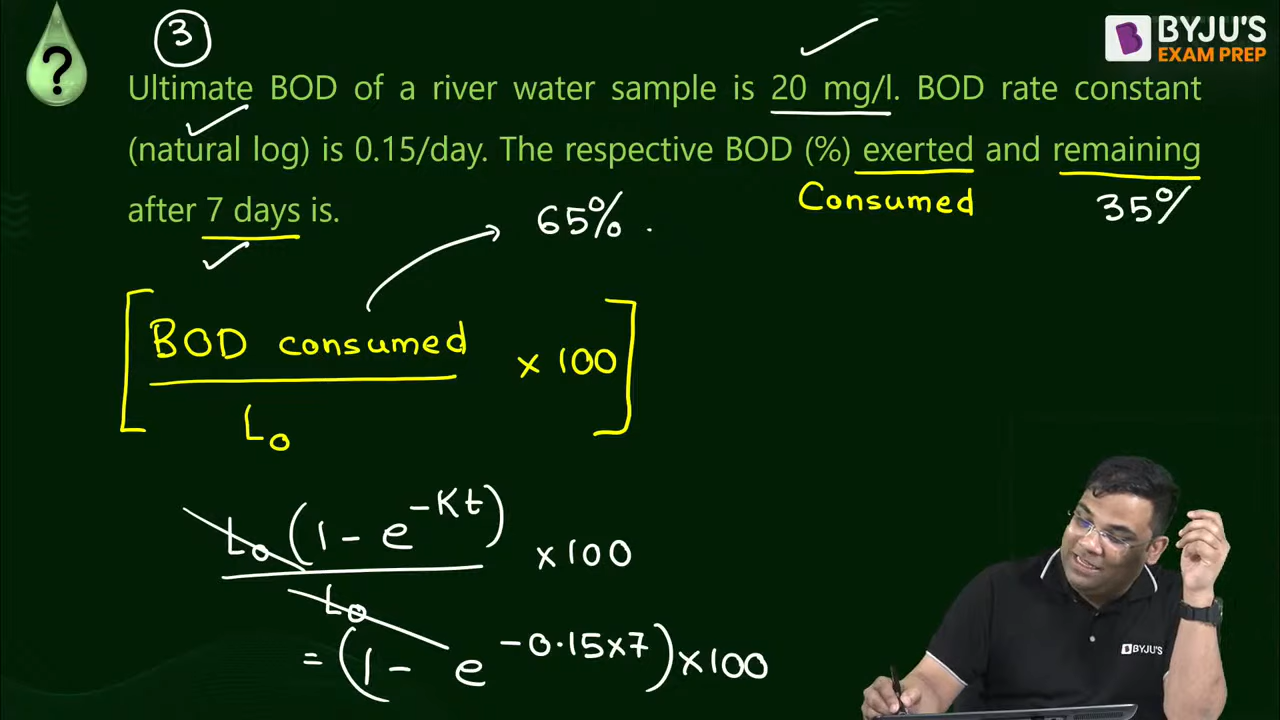 3
BYJU'S
EXAM PREP
?
Ultimate BOD of a river water sample is 20 mg/l. BOD rate constant
(natural log) is 0.15/day. The respective BOD (%) exerted and remaining
Consumed
35%
after 7 days is.
65%.
[BOD consumed / L₀ × 100]
L₀(1 - e^-Kt) / L₀ ×100
= (1 - e^-0.15×7) ×100
BYJU'S